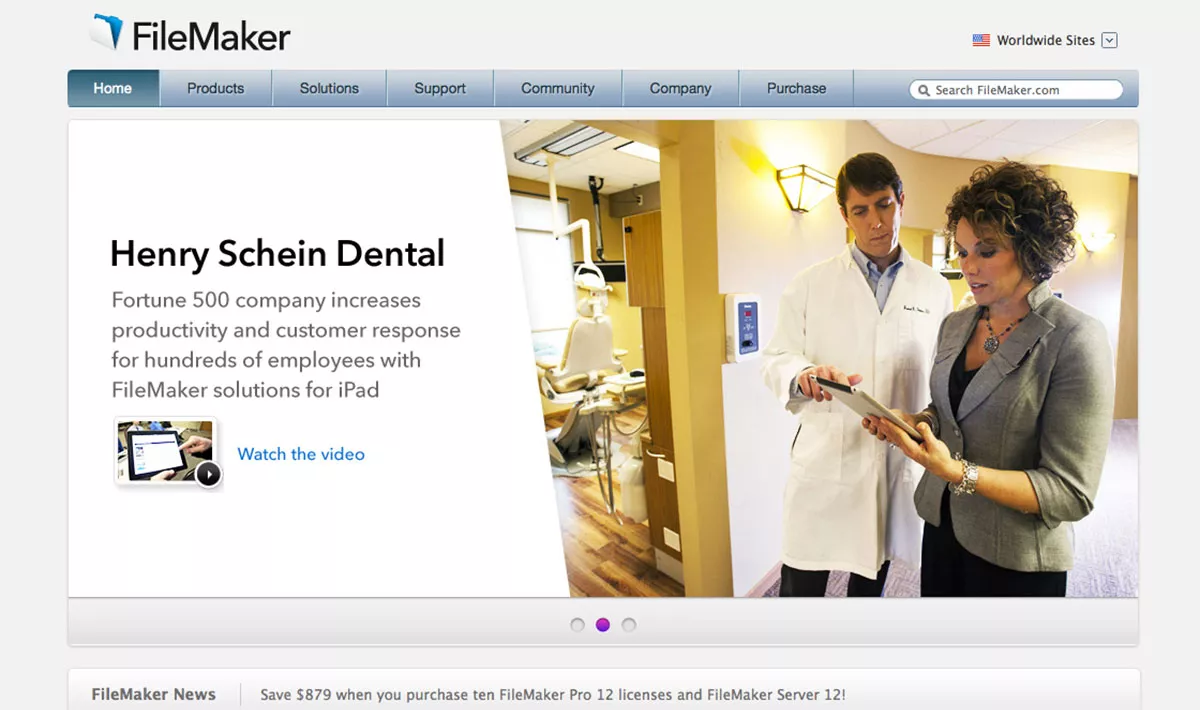 FileMaker
Worldwide Sites
Home Products Solutions Support Community Company Purchase Search FileMaker.com
Henry Schein Dental
Fortune 500 company increases
productivity and customer response
for hundreds of employees with
FileMaker solutions for iPad
Watch the video
FileMaker News Save $879 when you purchase ten FileMaker Pro 12 licenses and FileMaker Server 12!